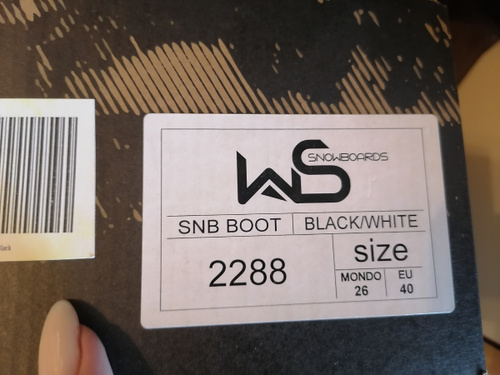 WS SNOWBOARDS
SNB BOOT BLACK/WHITE
2288
size
MONDO EU
26 40